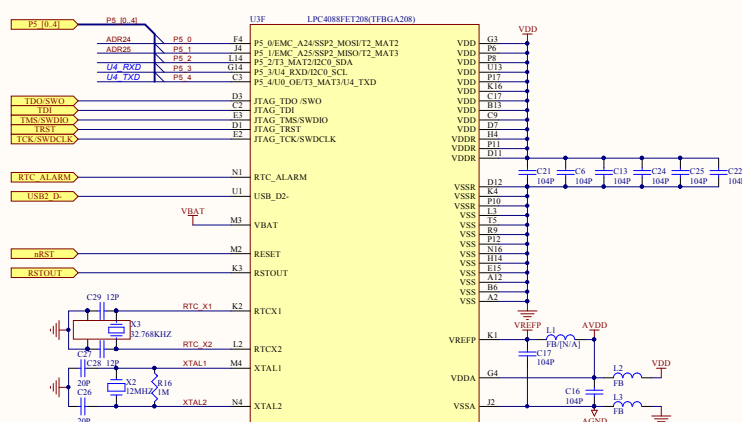 U3F LPC4088FET208(TFBGA208)
P5_[0..4] P5_[0..4]
ADR24 P5_0 F4 P5_0/EMC_A24/SSP2_MOSI/T2_MAT2 VDD G3 VDD
ADR25 P5_1 J4 P5_1/EMC_A25/SSP2_MISO/T2_MAT3 VDD P6
P5_2 L14 P5_2/T3_MAT2/I2C0_SDA VDD P8
U4_RXD P5_3 G14 P5_3/U4_RXD/I2C0_SCL VDD U13
U4_TXD P5_4 C3 P5_4/U0_OE/T3_MAT3/U4_TXD VDD P17
VDD K16
TDO/SWO D3 JTAG_TDO /SWO VDD C17
TDI C2 JTAG_TDI VDD B13
TMS/SWDIO E3 JTAG_TMS/SWDIO VDD C9
TRST D1 JTAG_TRST VDD D7
TCK/SWDCLK E2 JTAG_TCK/SWDCLK VDDR H4
VDDR P11
VDDR D11
RTC_ALARM N1 RTC_ALARM C21 C6 C13 C24 C25 C22
104P 104P 104P 104P 104P 104P
USB2_D- U1 USB_D2- VSSR D12
VSSR K4
VSSR P10
VBAT VSS L3
M3 VBAT VSS T5
VSS R9
VSS P12
nRST M2 RESET VSS N16
VSS H14
RSTOUT K3 RSTOUT VSS E15
VSS A12
VSS B6
C29 12P VSS A2
RTC_X1 K2 RTCX1
X3 VREFP AVDD
32.768KHZ VREFP K1 L1
FB/[N/A]
RTC_X2 L2 RTCX2 C17
C27 104P
C28 12P XTAL1 M4 XTAL1 L2 VDD
20P X2 R16 VDDA G4 FB
12MHZ 1M C16
C26 104P L3
XTAL2 N4 XTAL2 VSSA J2 FB
20P AGND